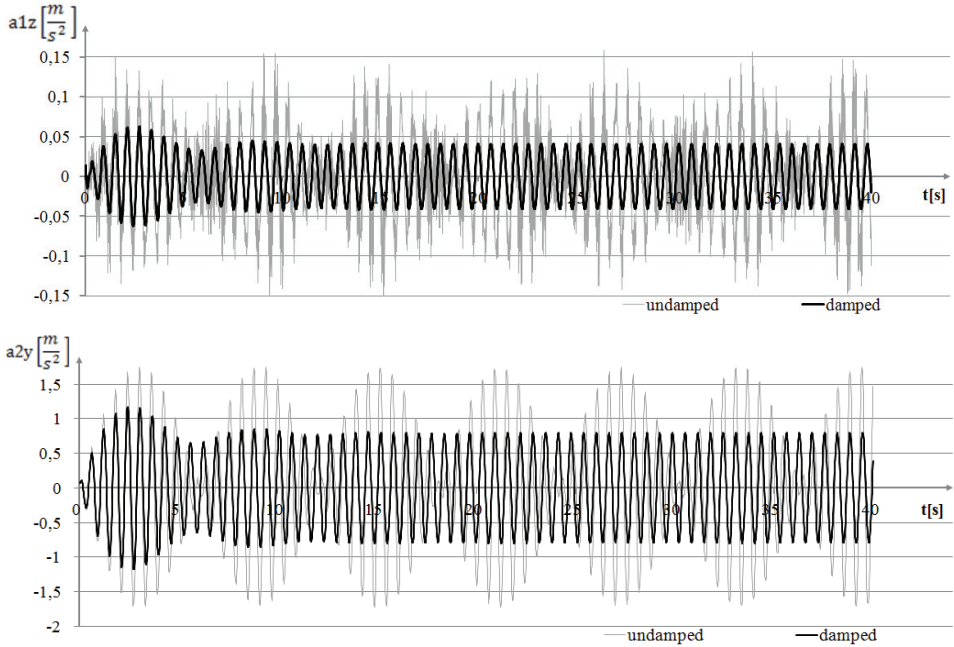 a1z [m/s²]
0,15
0,1
0,05
0
-0,05
-0,1
-0,15
0 5 10 15 20 25 30 35 40 t[s]
undamped damped
a2y [m/s²]
1,5
1
0,5
0
-0,5
-1
-1,5
-2
0 5 10 15 20 25 30 35 40 t[s]
undamped damped